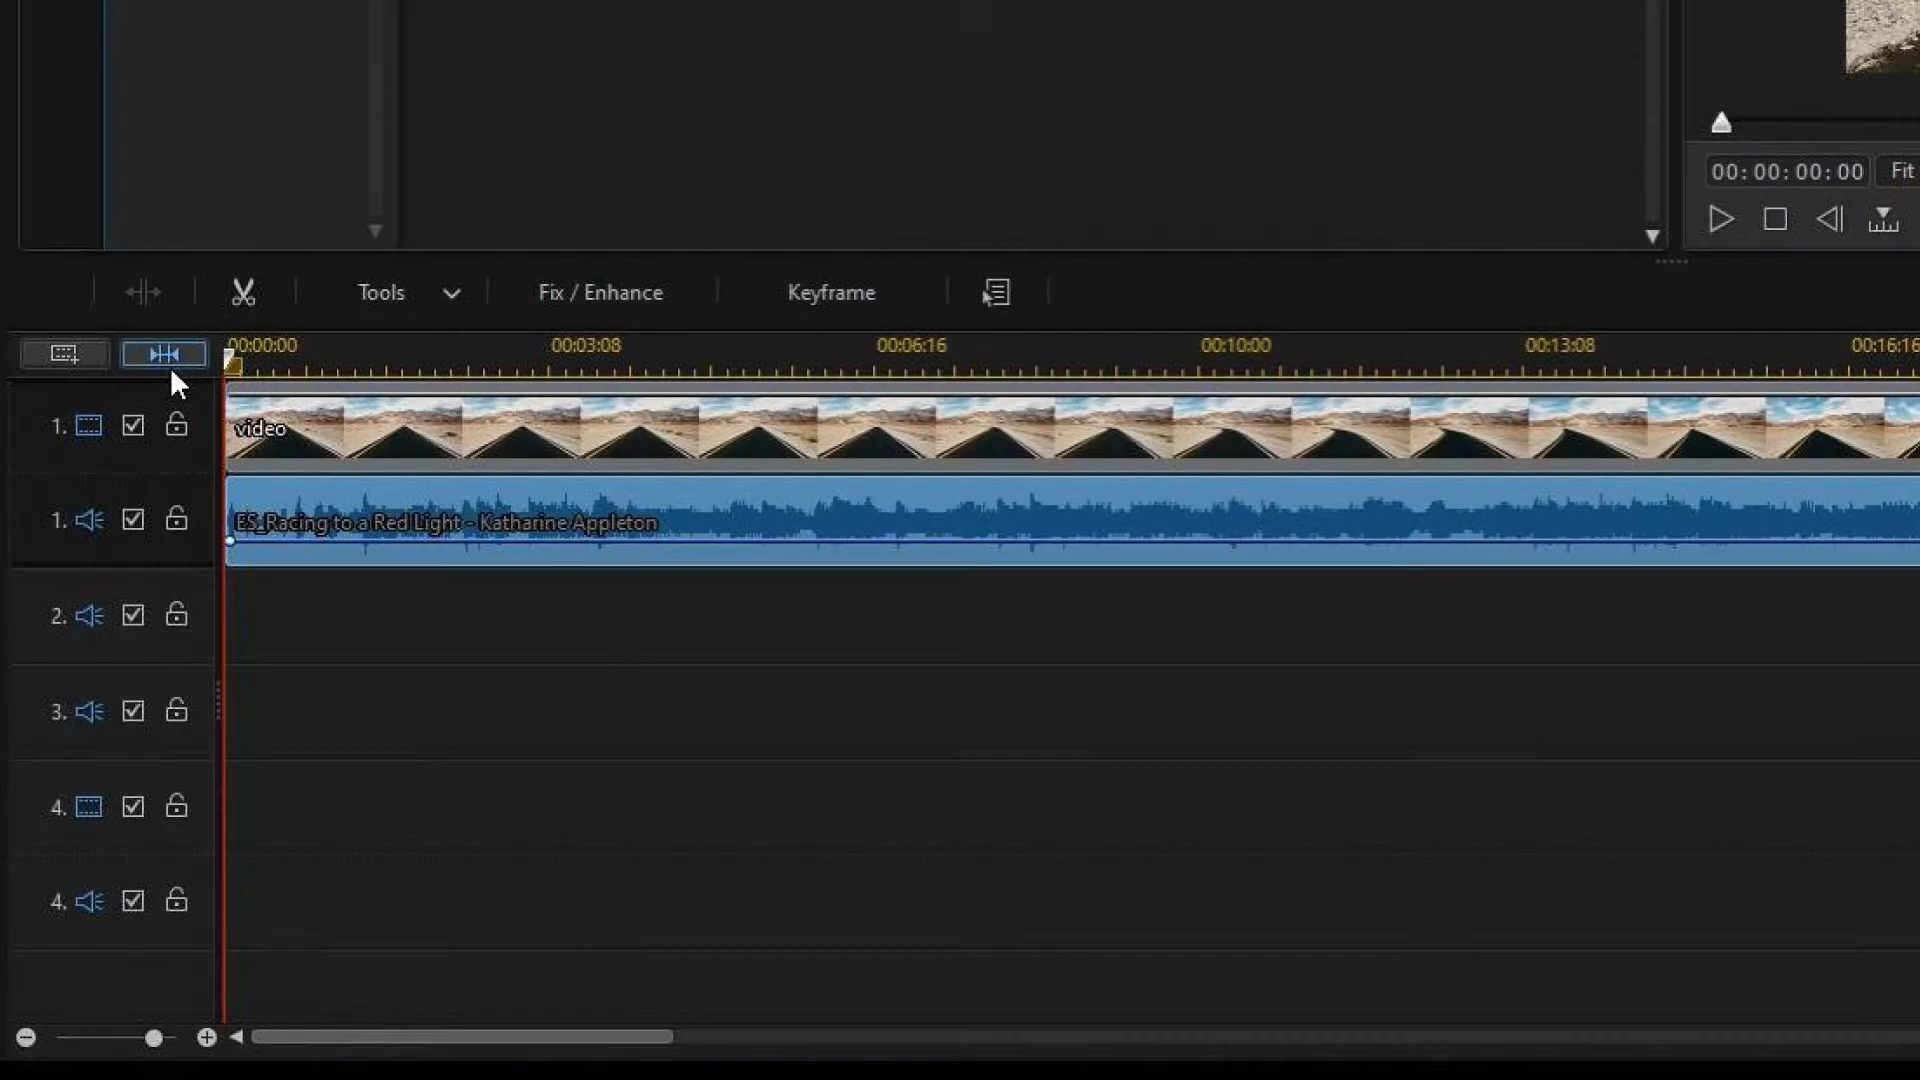 00:00:00:00 Fit
Tools Fix / Enhance Keyframe
00:00:00 00:03:08 00:06:16 00:10:00 00:13:08 00:16:16
1. video
1. ES_Racing to a Red Light - Katharine Appleton
2.
3.
4.
4.